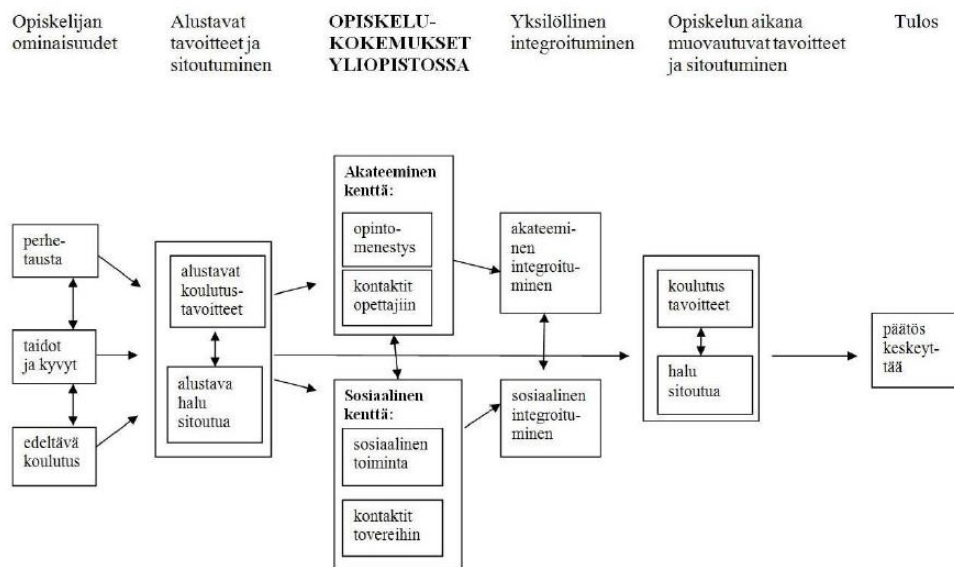 Opiskelijan
ominaisuudet
Alustavat
tavoitteet ja
sitoutuminen
OPISKELU-
KOKEMUKSET
YLIOPISTOSSA
Yksilöllinen
integroituminen
Opiskelun aikana
muovautuvat tavoitteet
ja sitoutuminen
Tulos
perhe-
tausta
taidot
ja kyvyt
edeltävä
koulutus
alustavat
koulutus-
tavoitteet
alustava
halu
sitoutua
Akateeminen
kenttä:
opinto-
menestys
kontaktit
opettajiin
Sosiaalinen
kenttä:
sosiaalinen
toiminta
kontaktit
tovereihin
akateemi-
nen
integroitu-
minen
sosiaalinen
integroitu-
minen
koulutus
tavoitteet
halu
sitoutua
päätös
keskeyt-
tää